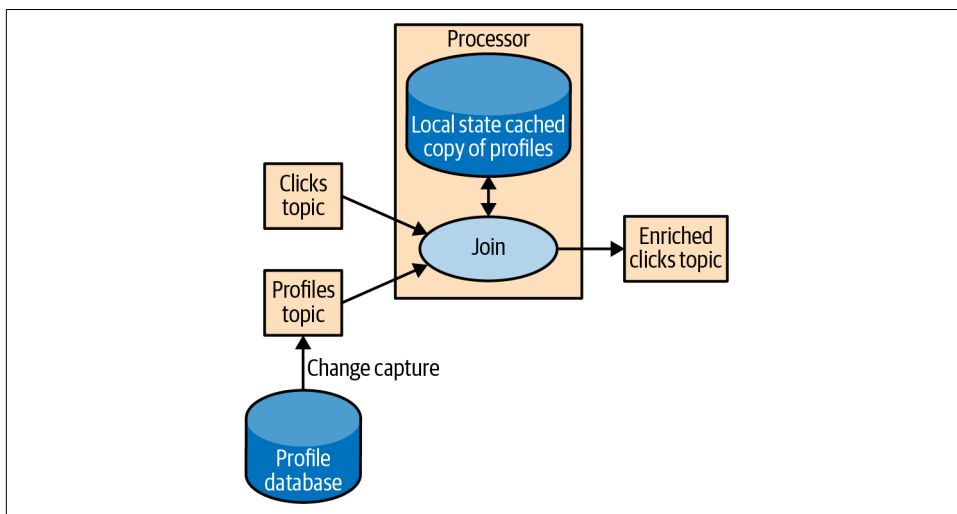 Processor
Local state cached
copy of profiles
Clicks
topic
Join
Enriched
clicks topic
Profiles
topic
Change capture
Profile
database